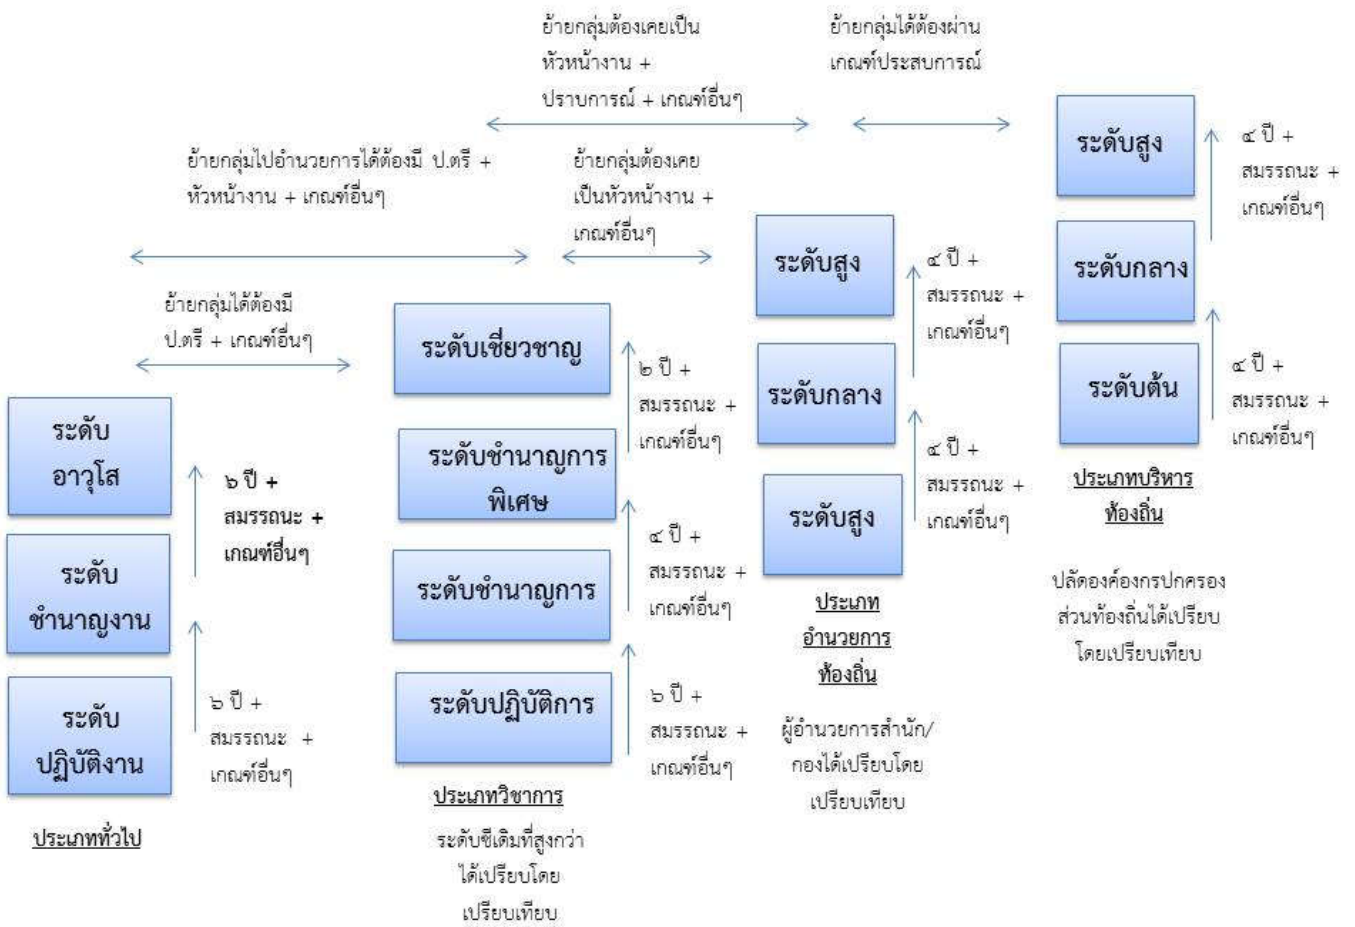 ย้ายกลุ่มต้องเคยเป็น
หัวหน้างาน +
ปราบการณ์ + เกณฑ์อื่นๆ
ย้ายกลุ่มได้ต้องผ่าน
เกณฑ์ประสบการณ์
ย้ายกลุ่มไปอำนวยการได้ต้องมี ป.ตรี +
หัวหน้างาน + เกณฑ์อื่นๆ
ย้ายกลุ่มต้องเคย
เป็นหัวหน้างาน +
เกณฑ์อื่นๆ
ย้ายกลุ่มได้ต้องมี
ป.ตรี + เกณฑ์อื่นๆ
ระดับ
อาวุโส
๖ ปี +
สมรรถนะ +
เกณฑ์อื่นๆ
ระดับ
ชำนาญงาน
๖ ปี +
สมรรถนะ +
เกณฑ์อื่นๆ
ระดับ
ปฏิบัติงาน
ประเภททั่วไป
ระดับเชี่ยวชาญ
๒ ปี +
สมรรถนะ +
เกณฑ์อื่นๆ
ระดับชำนาญการ
พิเศษ
๔ ปี +
สมรรถนะ +
เกณฑ์อื่นๆ
ระดับชำนาญการ
๖ ปี +
สมรรถนะ +
เกณฑ์อื่นๆ
ระดับปฏิบัติการ
ประเภทวิชาการ
ระดับซีเดิมที่สูงกว่า
ได้เปรียบโดย
เปรียบเทียบ
ระดับสูง
๔ ปี +
สมรรถนะ +
เกณฑ์อื่นๆ
ระดับกลาง
๔ ปี +
สมรรถนะ +
เกณฑ์อื่นๆ
ระดับสูง
ประเภท
อำนวยการ
ท้องถิ่น
ผู้อำนวยการสำนัก/
กองได้เปรียบโดย
เปรียบเทียบ
ระดับสูง
๔ ปี +
สมรรถนะ +
เกณฑ์อื่นๆ
ระดับกลาง
๔ ปี +
สมรรถนะ +
เกณฑ์อื่นๆ
ระดับต้น
ประเภทบริหาร
ท้องถิ่น
ปลัดองค์องกรปกครอง
ส่วนท้องถิ่นได้เปรียบ
โดยเปรียบเทียบ